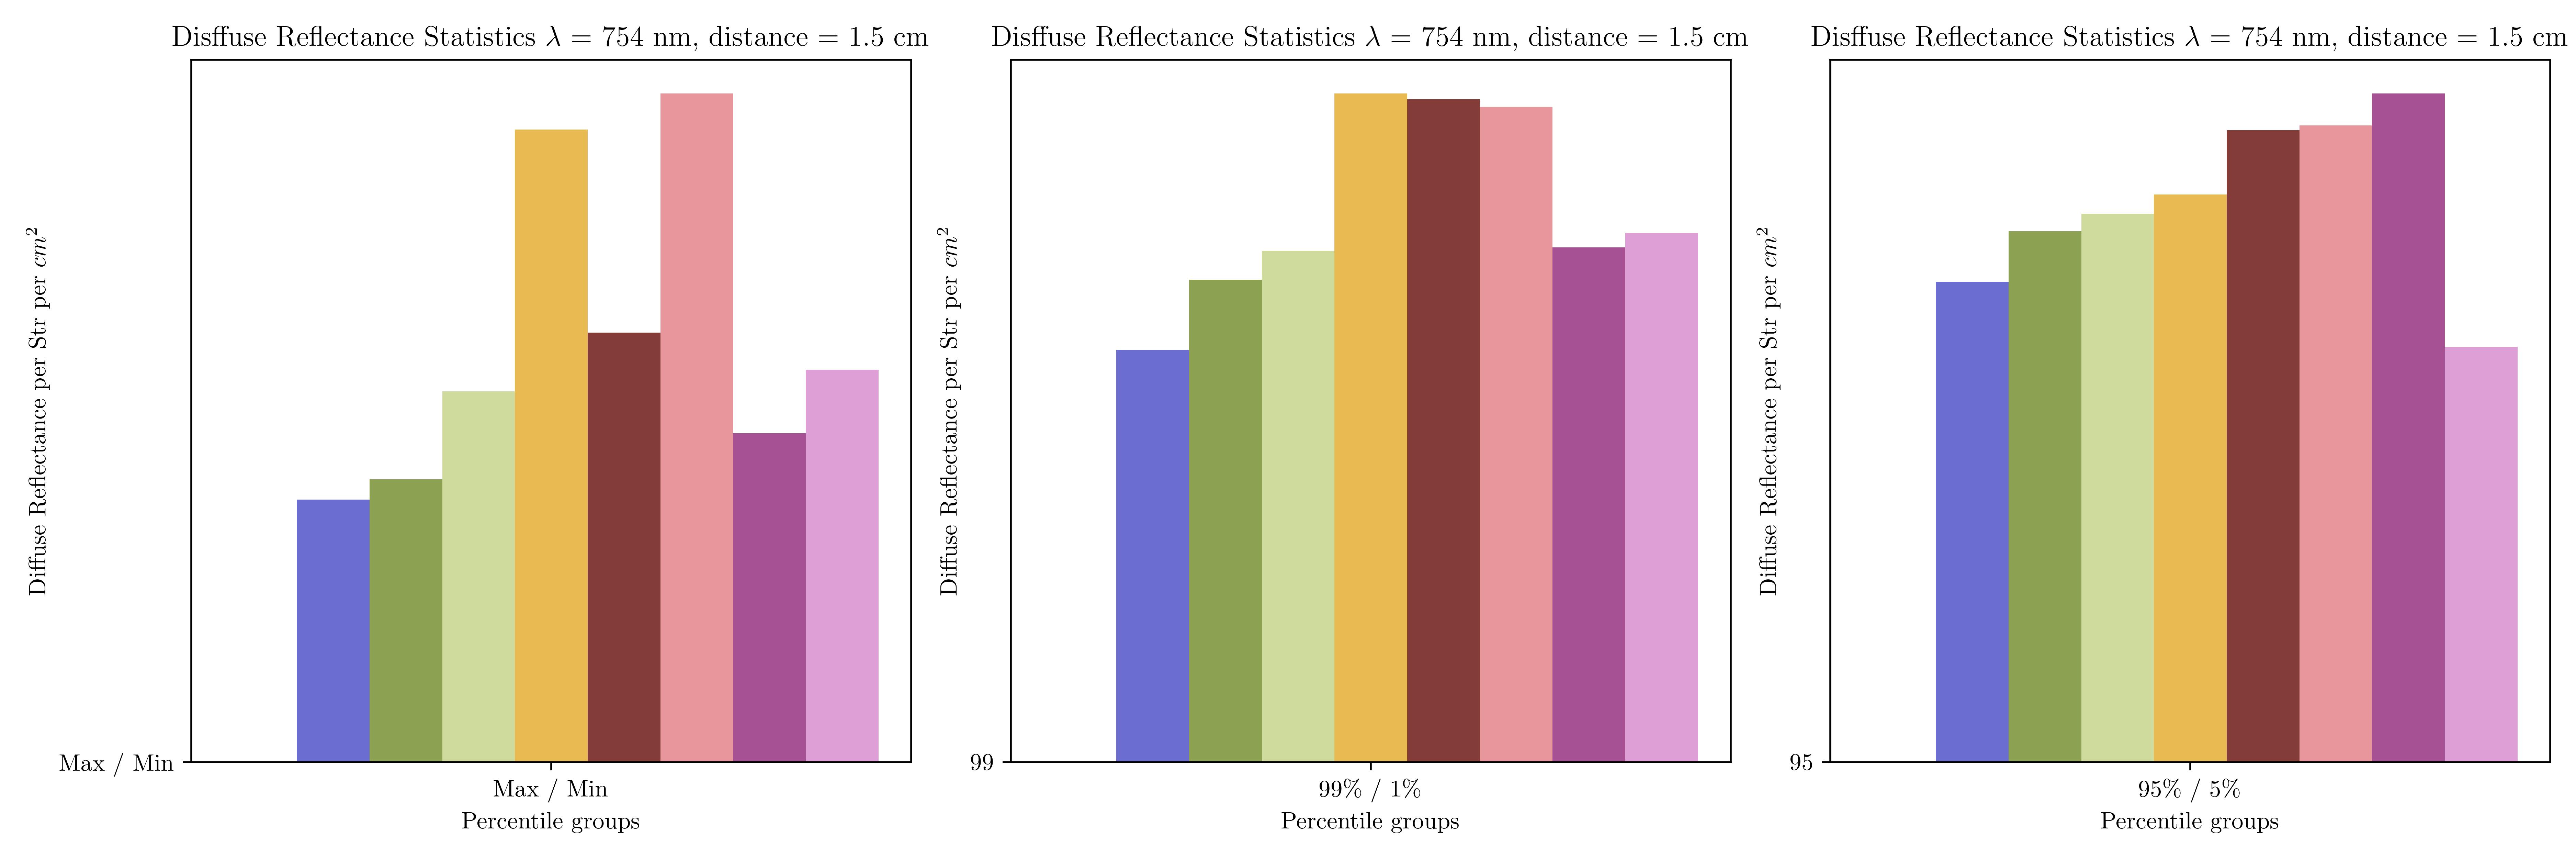 Disffuse Reflectance Statistics λ = 754 nm, distance = 1.5 cm
Diffuse Reflectance per Str per cm²
Max / Min
Max / Min
Percentile groups
Disffuse Reflectance Statistics λ = 754 nm, distance = 1.5 cm
Diffuse Reflectance per Str per cm²
99
99% / 1%
Percentile groups
Disffuse Reflectance Statistics λ = 754 nm, distance = 1.5 cm
Diffuse Reflectance per Str per cm²
95
95% / 5%
Percentile groups